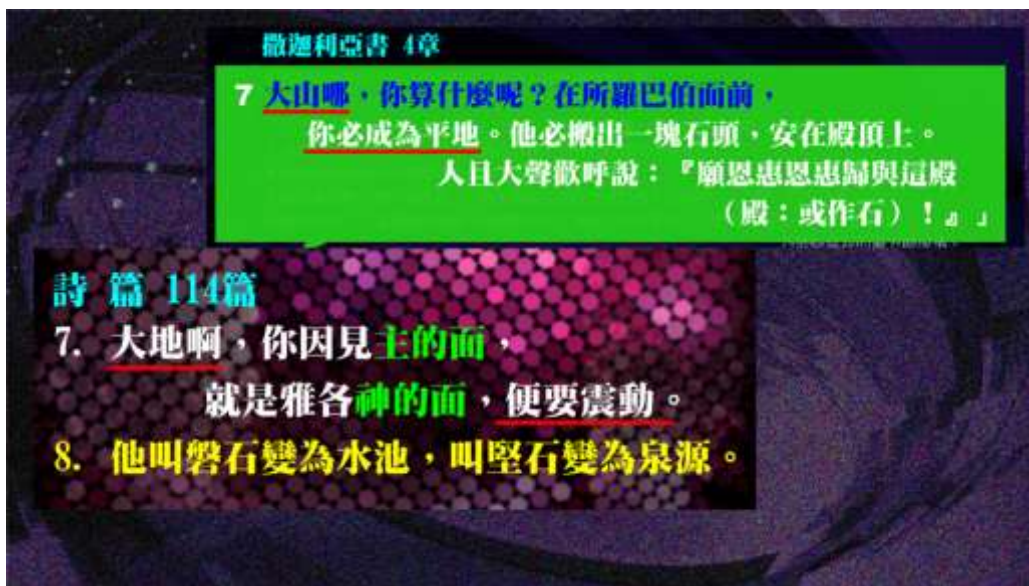 撒迦利亞書 4章
7 大山哪，你算什麼呢？在所羅巴伯面前，
你必成為平地。他必搬出一塊石頭，安在殿頂上。
人且大聲歡呼說：『願恩惠恩惠歸與這殿
（殿：或作石）！』」
詩 篇 114篇
7. 大地啊，你因見主的面，
就是雅各神的面，便要震動。
8. 他叫磐石變為水池，叫堅石變為泉源。